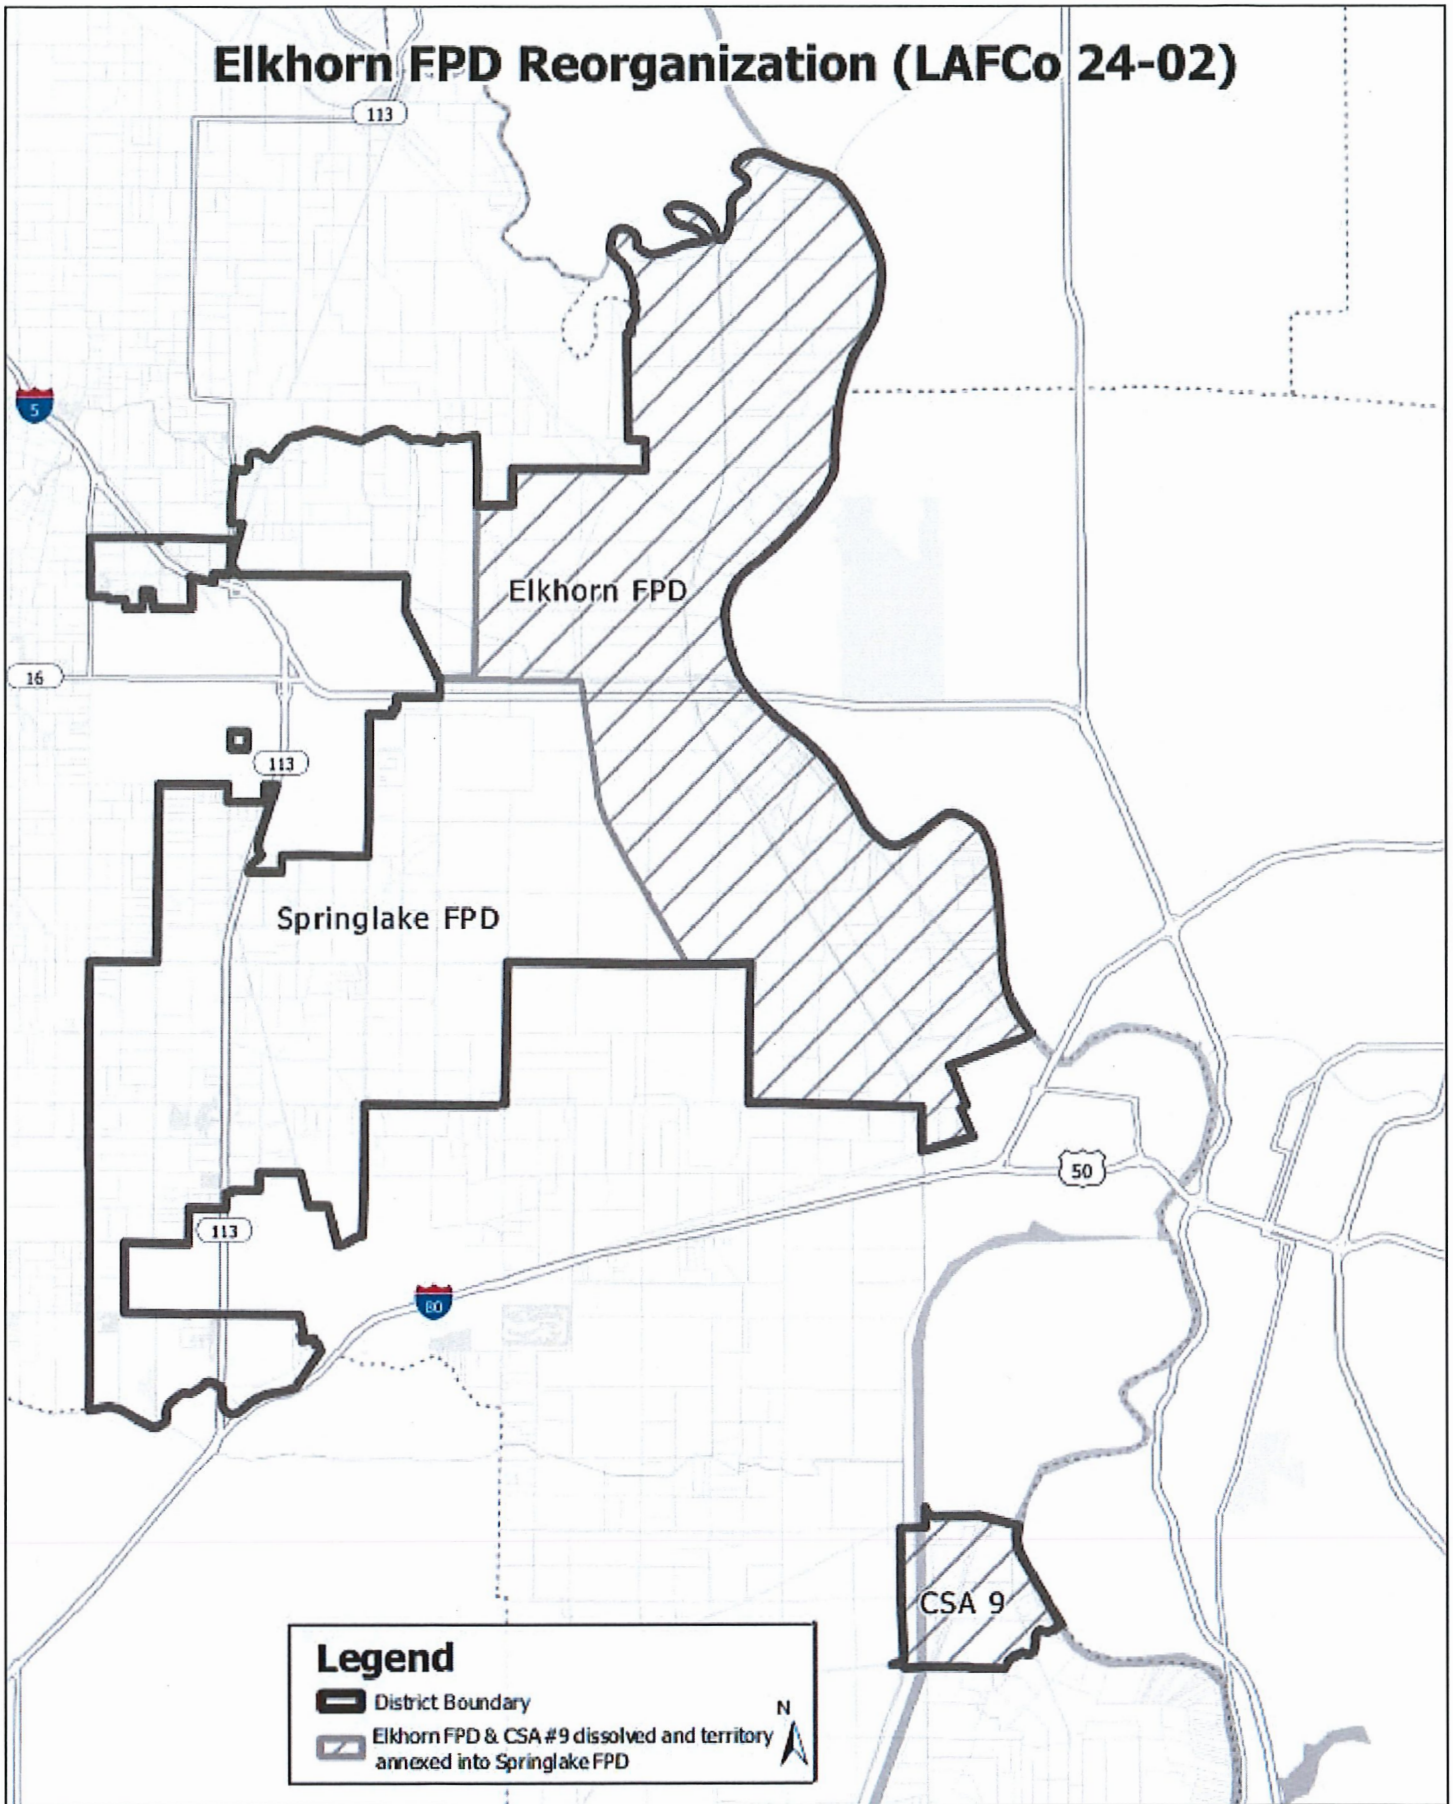 Elkhorn FPD Reorganization (LAFCo 24-02)
113
5
Elkhorn FPD
16
113
Springlake FPD
50
113
80
CSA 9
Legend
District Boundary
N
Elkhorn FPD & CSA #9 dissolved and territory
annexed into Springlake FPD